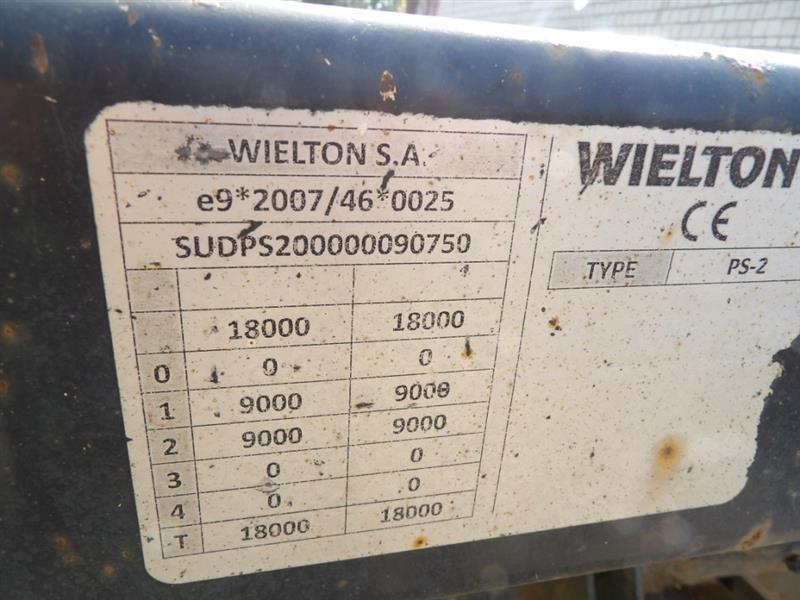 WIELTON S.A.
e9*2007/46*0025
SUDPS200000090750
18000 18000
0 0 0
1 9000 9000
2 9000 9000
3 0 0
4 0 0
T 18000 18000
WIELTON
CE
TYPE PS-2